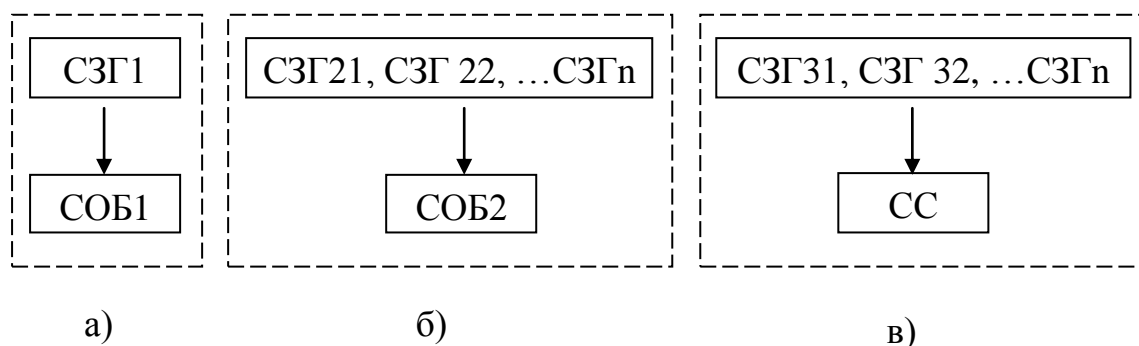 СЗГ1
СЗГ21, СЗГ 22, …СЗГn
СЗГ31, СЗГ 32, …СЗГn
СОБ1
СОБ2
СС
а)
б)
в)